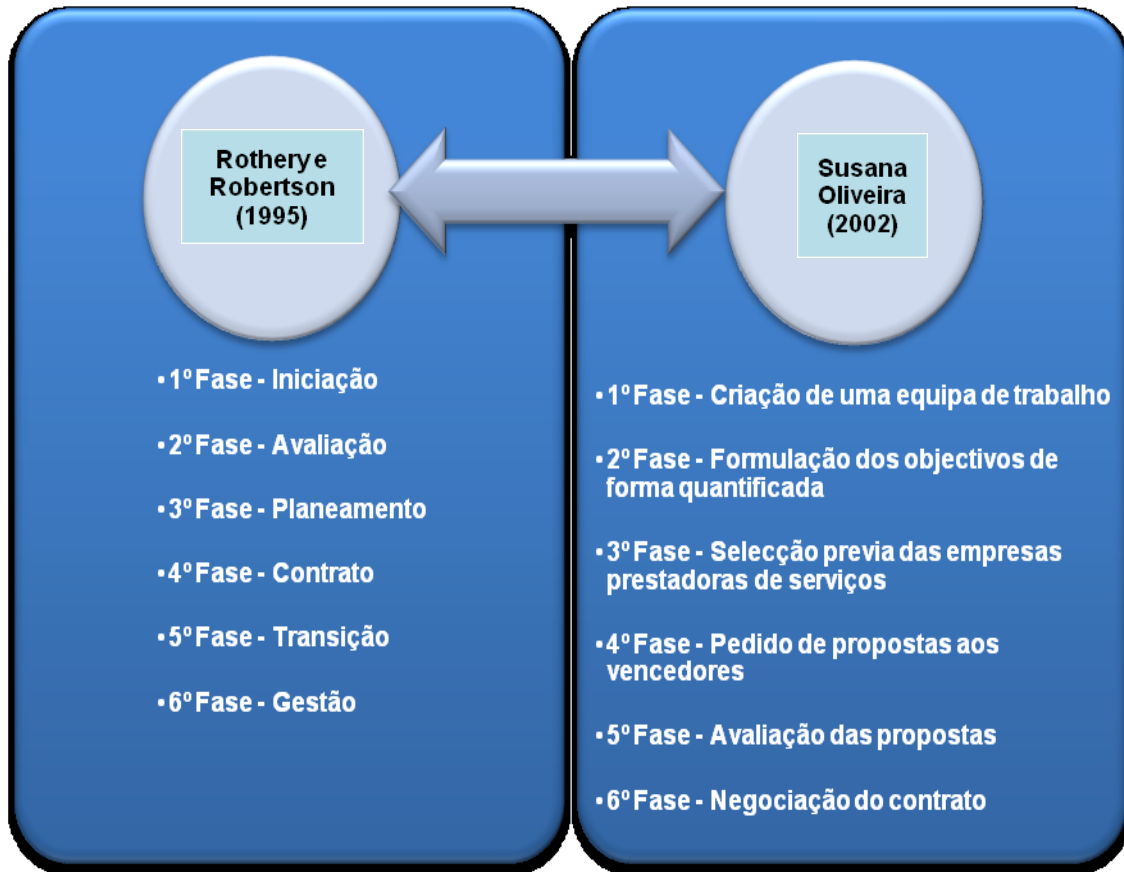 Rothery e
Robertson
(1995)
• 1º Fase - Iniciação
• 2º Fase - Avaliação
• 3º Fase - Planeamento
• 4º Fase - Contrato
• 5º Fase - Transição
• 6º Fase - Gestão
Susana
Oliveira
(2002)
• 1º Fase - Criação de uma equipa de trabalho
• 2º Fase - Formulação dos objectivos de
forma quantificada
• 3º Fase - Selecção previa das empresas
prestadoras de serviços
• 4º Fase - Pedido de propostas aos
vencedores
• 5º Fase - Avaliação das propostas
• 6º Fase - Negociação do contrato